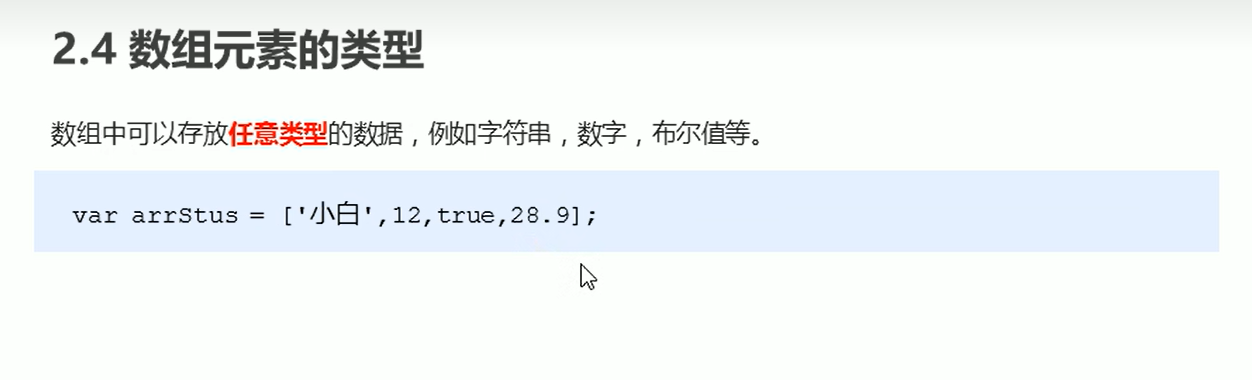 2.4 数组元素的类型
数组中可以存放任意类型的数据，例如字符串，数字，布尔值等。
var arrStus = ['小白',12,true,28.9];